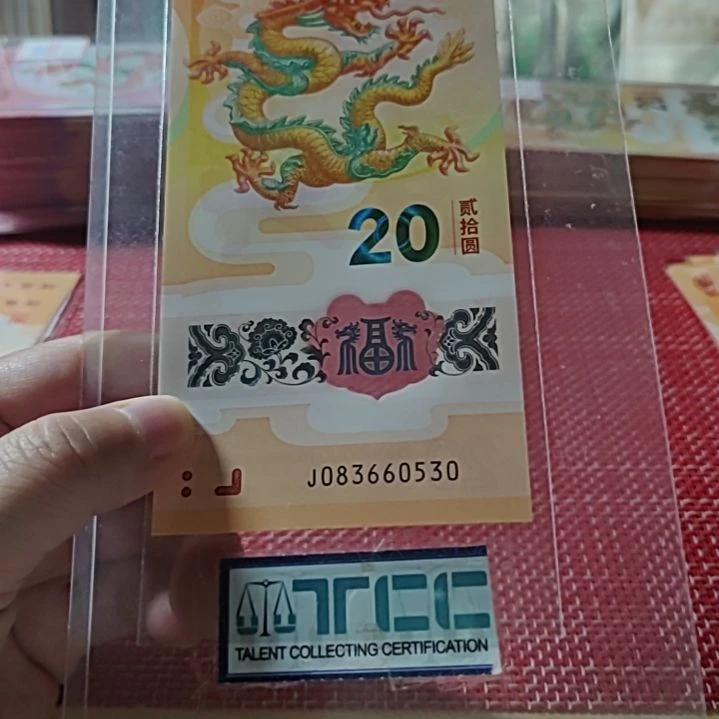 20
贰拾圆
福
J083660530
TCC
TALENT COLLECTING CERTIFICATION